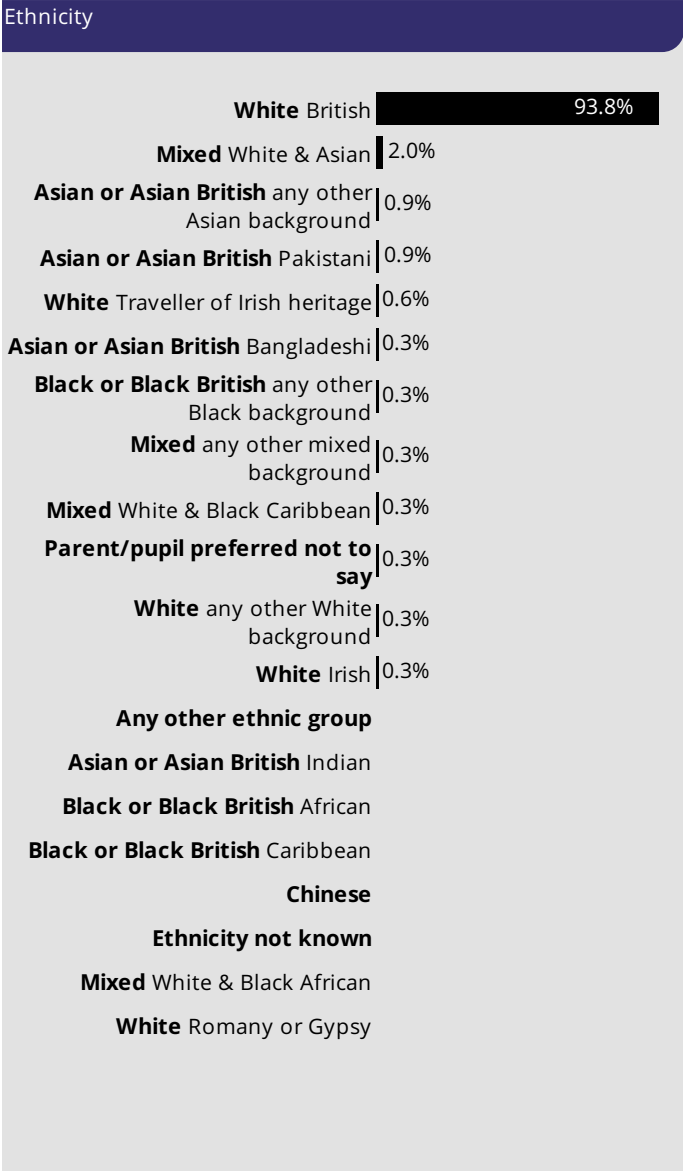 Ethnicity
White British 93.8%
Mixed White & Asian 2.0%
Asian or Asian British any other
Asian background 0.9%
Asian or Asian British Pakistani 0.9%
White Traveller of Irish heritage 0.6%
Asian or Asian British Bangladeshi 0.3%
Black or Black British any other
Black background 0.3%
Mixed any other mixed
background 0.3%
Mixed White & Black Caribbean 0.3%
Parent/pupil preferred not to
say 0.3%
White any other White
background 0.3%
White Irish 0.3%
Any other ethnic group
Asian or Asian British Indian
Black or Black British African
Black or Black British Caribbean
Chinese
Ethnicity not known
Mixed White & Black African
White Romany or Gypsy